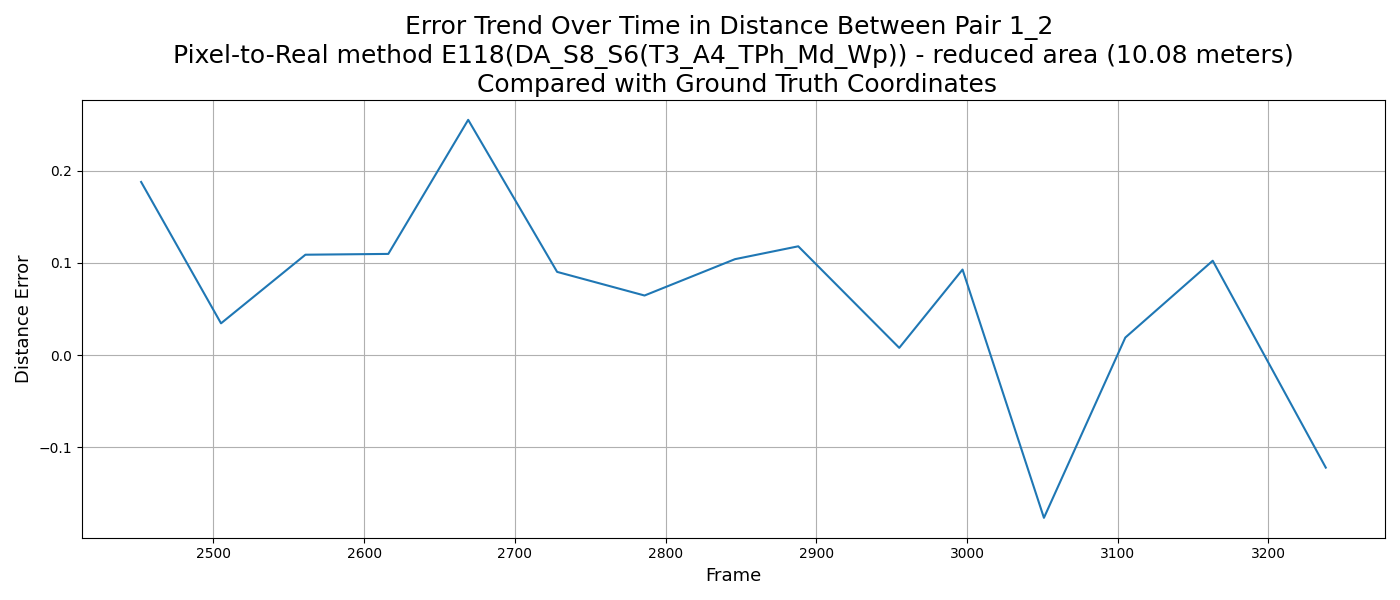 Error Trend Over Time in Distance Between Pair 1_2
Pixel-to-Real method E118(DA_S8_S6(T3_A4_TPh_Md_Wp)) - reduced area (10.08 meters)
Compared with Ground Truth Coordinates
Distance Error
0.2
0.1
0.0
−0.1
2500 2600 2700 2800 2900 3000 3100 3200
Frame